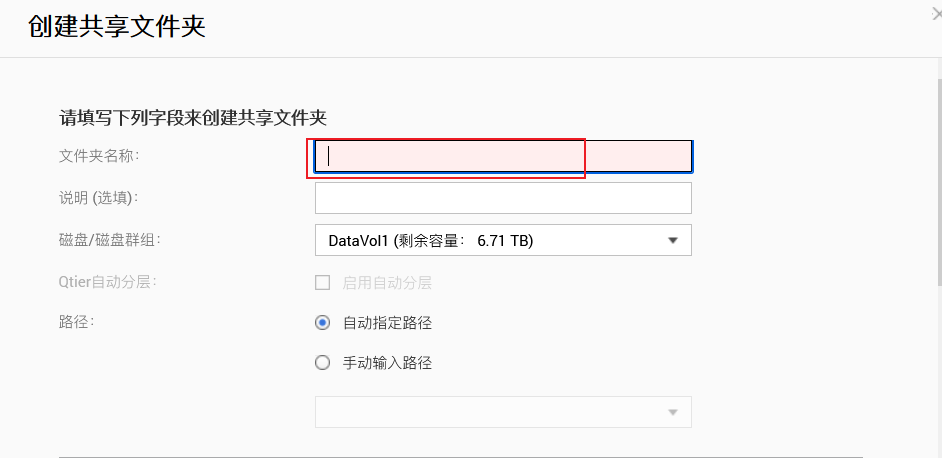 创建共享文件夹
请填写下列字段来创建共享文件夹
文件夹名称：
说明 (选填)：
磁盘/磁盘群组： DataVol1 (剩余容量： 6.71 TB)
Qtier自动分层： 启用自动分层
路径： 自动指定路径
手动输入路径